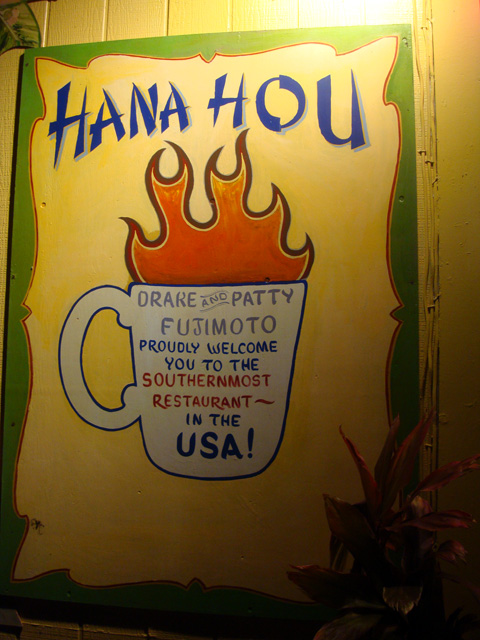 HANA HOU
DRAKE AND PATTY
FUJIMOTO
PROUDLY WELCOME
YOU TO THE
SOUTHERNMOST
RESTAURANT~
IN THE
USA!